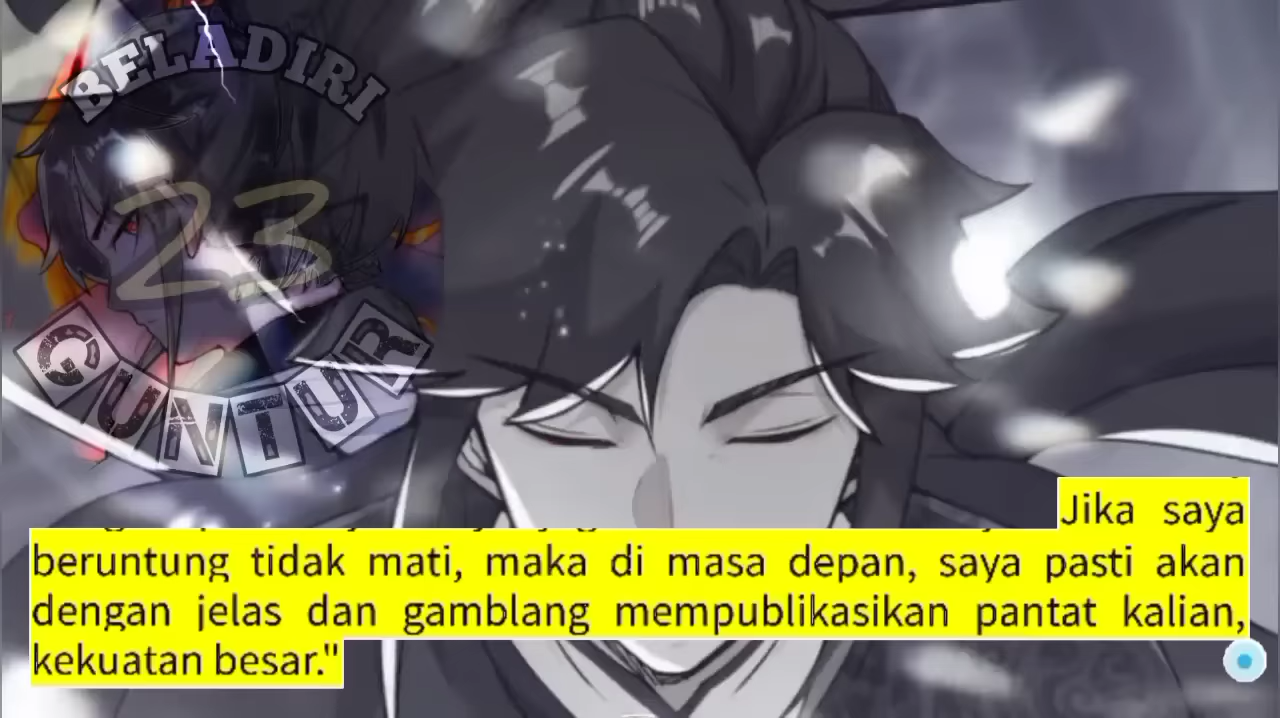 BELADIRI
23
GUNTUR
Jika saya
beruntung tidak mati, maka di masa depan, saya pasti akan
dengan jelas dan gamblang mempublikasikan pantat kalian,
kekuatan besar."